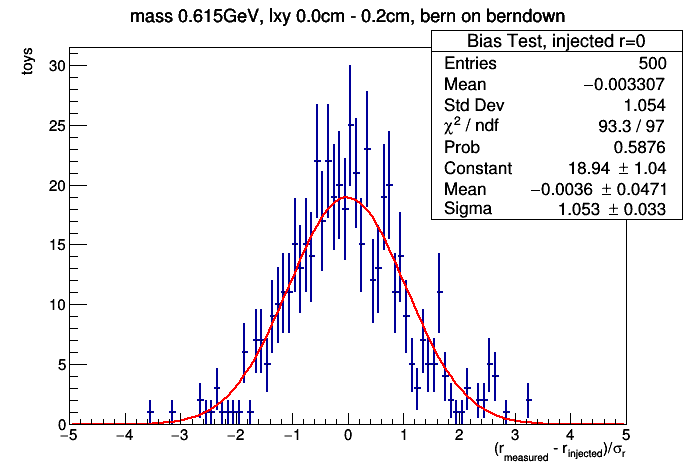 mass 0.615GeV, lxy 0.0cm - 0.2cm, bern on berndown
Bias Test, injected r=0
Entries 500
Mean −0.003307
Std Dev 1.054
χ² / ndf 93.3 / 97
Prob 0.5876
Constant 18.94 ± 1.04
Mean −0.0036 ± 0.0471
Sigma 1.053 ± 0.033
toys
30
25
20
15
10
5
0
−5 −4 −3 −2 −1 0 1 2 3 4 5
(r_measured - r_injected)/σ_r